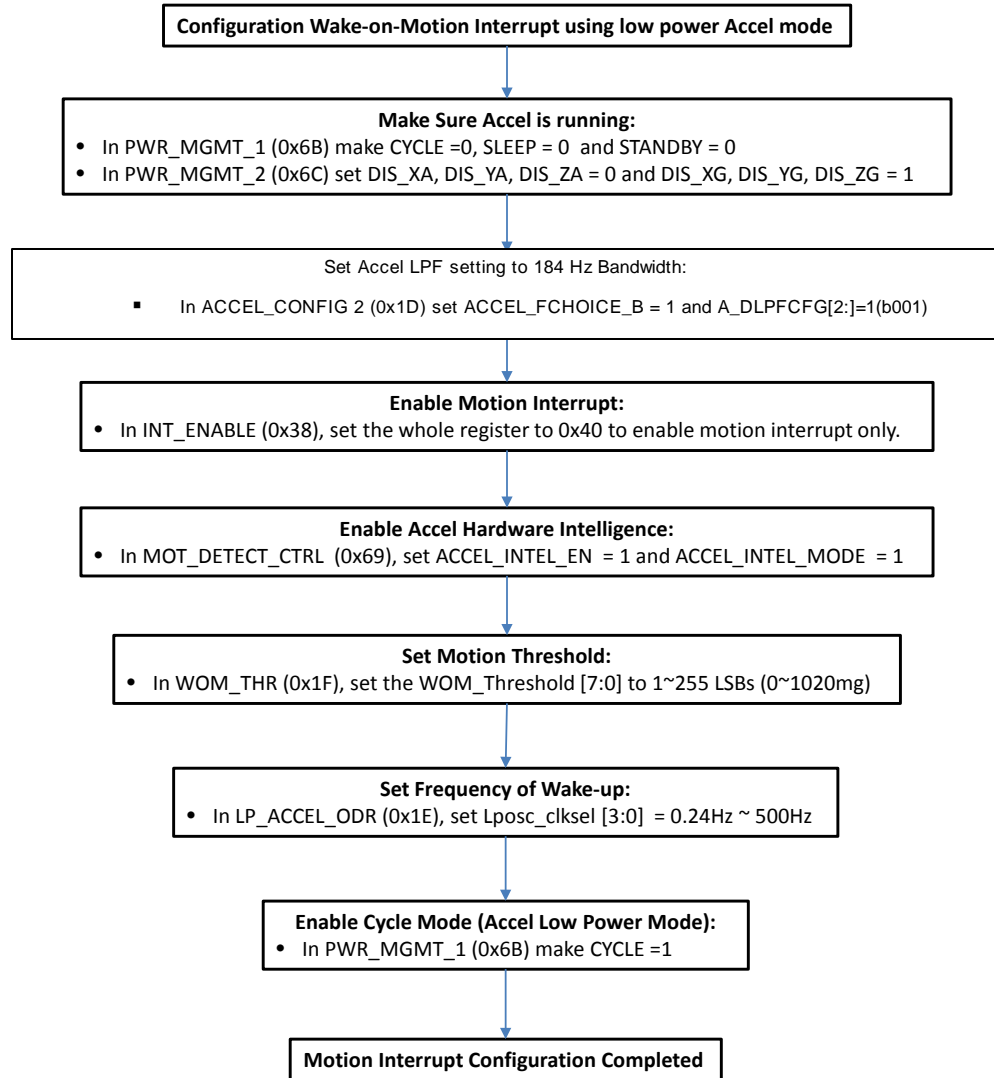 Configuration Wake-on-Motion Interrupt using low power Accel mode
Make Sure Accel is running:
• In PWR_MGMT_1 (0x6B) make CYCLE =0, SLEEP = 0 and STANDBY = 0
• In PWR_MGMT_2 (0x6C) set DIS_XA, DIS_YA, DIS_ZA = 0 and DIS_XG, DIS_YG, DIS_ZG = 1
Set Accel LPF setting to 184 Hz Bandwidth:
▪ In ACCEL_CONFIG 2 (0x1D) set ACCEL_FCHOICE_B = 1 and A_DLPFCFG[2:]=1(b001)
Enable Motion Interrupt:
• In INT_ENABLE (0x38), set the whole register to 0x40 to enable motion interrupt only.
Enable Accel Hardware Intelligence:
• In MOT_DETECT_CTRL (0x69), set ACCEL_INTEL_EN = 1 and ACCEL_INTEL_MODE = 1
Set Motion Threshold:
• In WOM_THR (0x1F), set the WOM_Threshold [7:0] to 1~255 LSBs (0~1020mg)
Set Frequency of Wake-up:
• In LP_ACCEL_ODR (0x1E), set Lposc_clksel [3:0] = 0.24Hz ~ 500Hz
Enable Cycle Mode (Accel Low Power Mode):
• In PWR_MGMT_1 (0x6B) make CYCLE =1
Motion Interrupt Configuration Completed